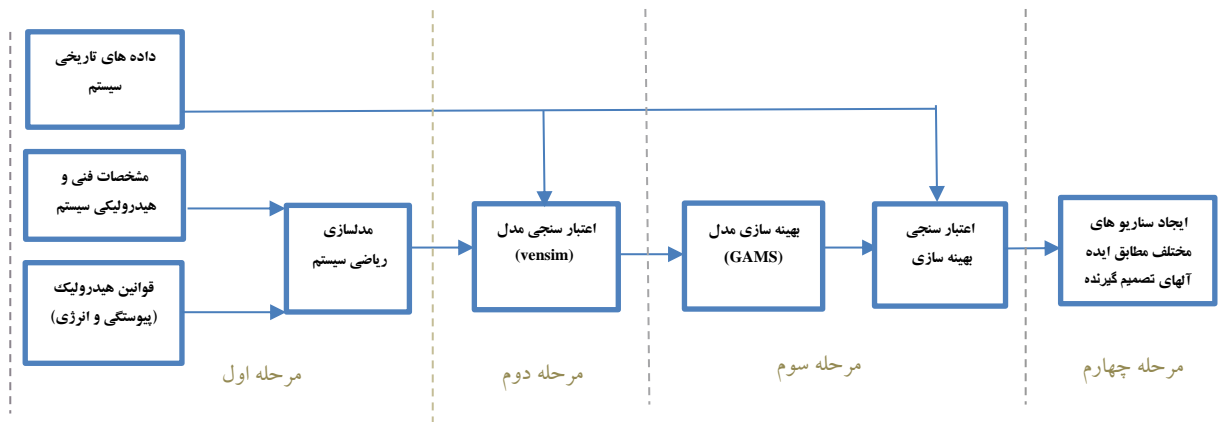 داده های تاریخی
سیستم
مشخصات فنی و
هیدرولیکی سیستم
قوانین هیدرولیک
(پیوستگی و انرژی)
مدلسازی
ریاضی سیستم
اعتبار سنجی مدل
(vensim)
بهینه سازی مدل
(GAMS)
اعتبار سنجی
بهینه سازی
ایجاد سناریو های
مختلف مطابق ایده
آلهای تصمیم گیرنده
مرحله اول
مرحله دوم
مرحله سوم
مرحله چهارم